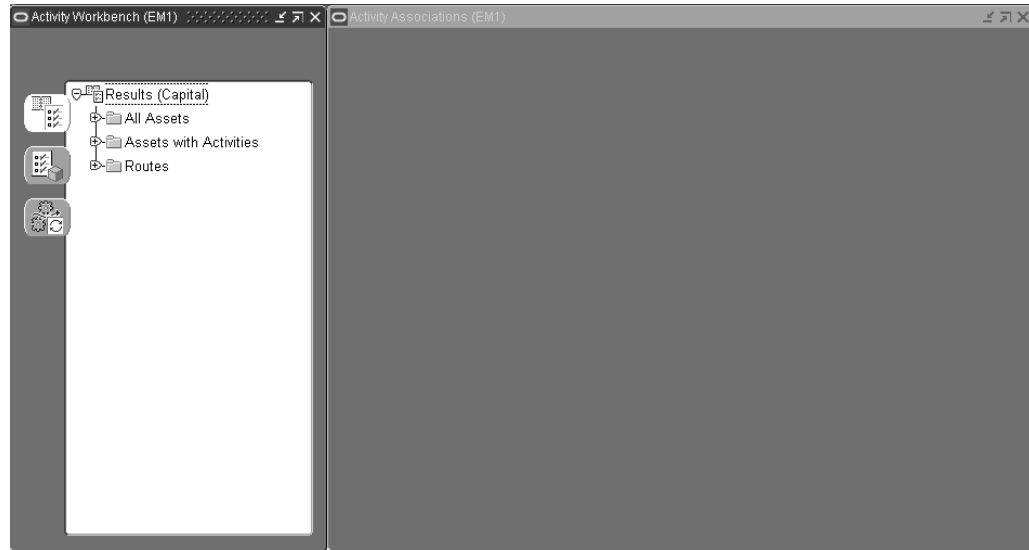 Activity Workbench (EM1)
Activity Associations (EM1)
Results (Capital)
All Assets
Assets with Activities
Routes